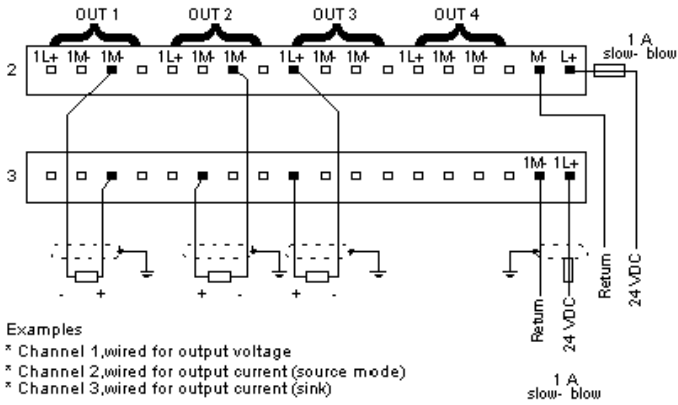 OUT 1 OUT 2 OUT 3 OUT 4
1 A
slow- blow
1L+ 1M- 1M- 1L+ 1M- 1M- 1L+ 1M- 1M- 1L+ 1M- 1M- M- L+
2
1M- 1L+
3
- + + - + -
Return 24 VDC Return 24 VDC
Examples
* Channel 1,wired for output voltage
* Channel 2,wired for output current (source mode)
* Channel 3,wired for output current (sink)
1 A
slow- blow